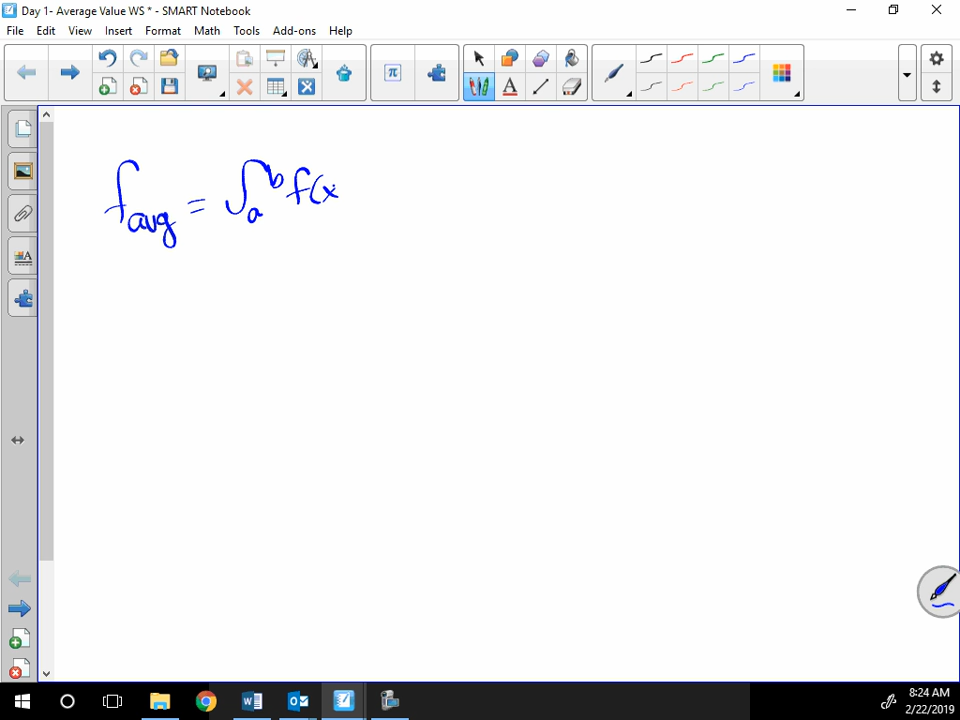 Day 1- Average Value WS * - SMART Notebook
File Edit View Insert Format Math Tools Add-ons Help
π
A
f_avg = ∫_a^b f(x
A
8:24 AM
2/22/2019